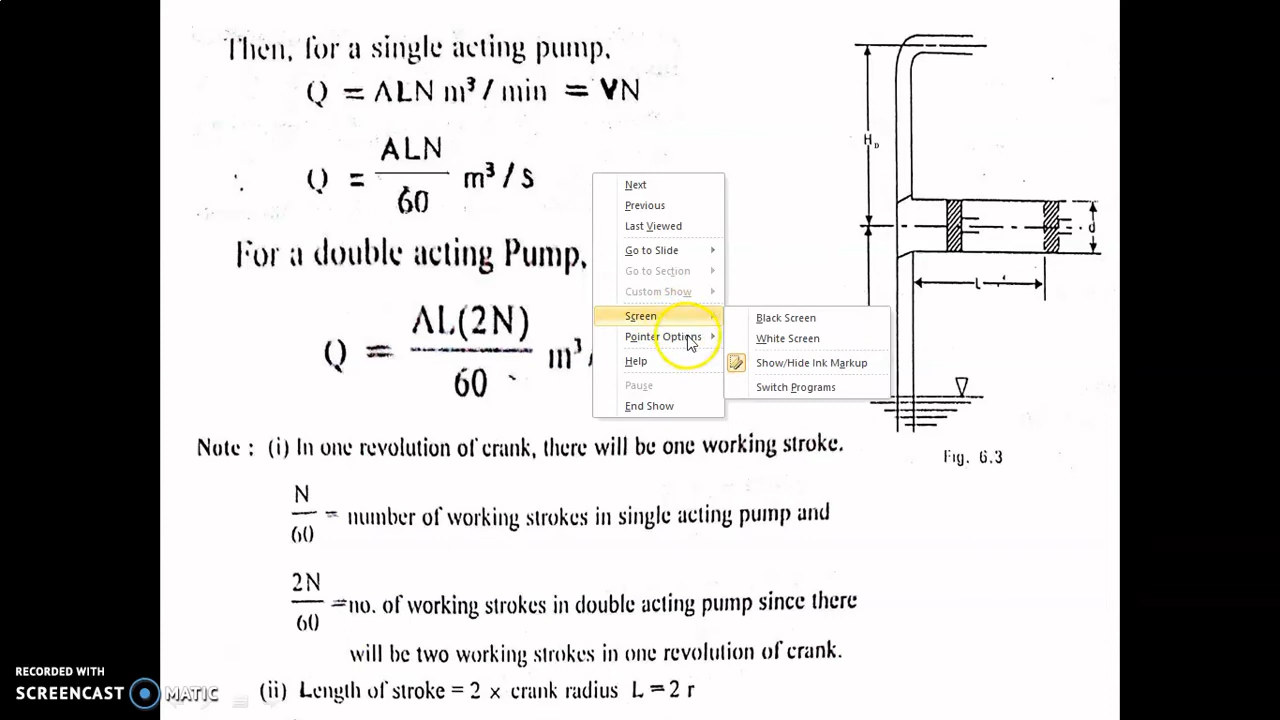 Then, for a single acting pump,
Q = ALN m³ / min = VN
∴ Q = ALN / 60 m³ / s
For a double acting Pump,
Q = AL(2N) / 60 m³/
Next
Previous
Last Viewed
Go to Slide
Go to Section
Custom Show
Screen
Pointer Options
Help
Pause
End Show
Black Screen
White Screen
Show/Hide Ink Markup
Switch Programs
H_D
d
L
Fig. 6.3
Note : (i) In one revolution of crank, there will be one working stroke.
N / 60 = number of working strokes in single acting pump and
2N / 60 = no. of working strokes in double acting pump since there
will be two working strokes in one revolution of crank.
(ii) Length of stroke = 2 × crank radius L = 2 r
RECORDED WITH
SCREENCAST MATIC